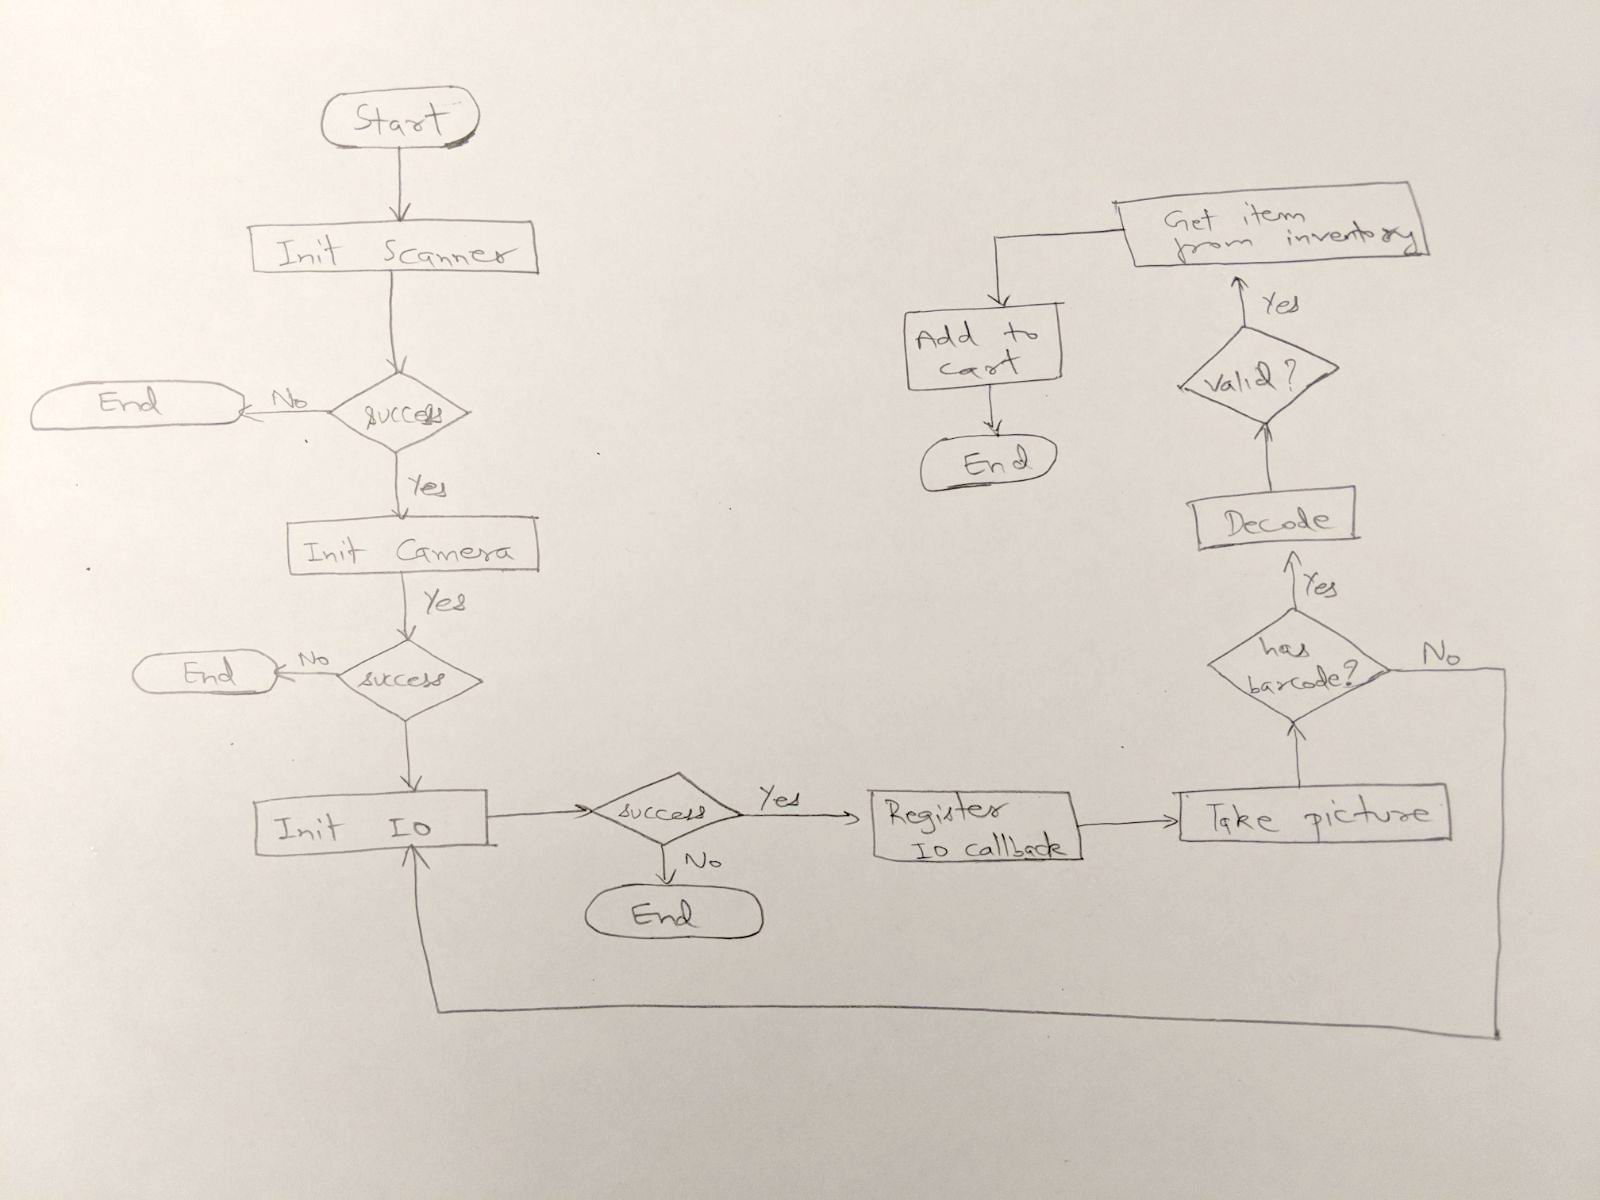 Start
Init Scanner
success
No
End
Yes
Init Camera
Yes
success
No
End
Init IO
success
No
End
Yes
Register
IO callback
Take picture
has
barcode?
No
Yes
Decode
Valid?
Yes
Get item
from inventory
Add to
cart
End